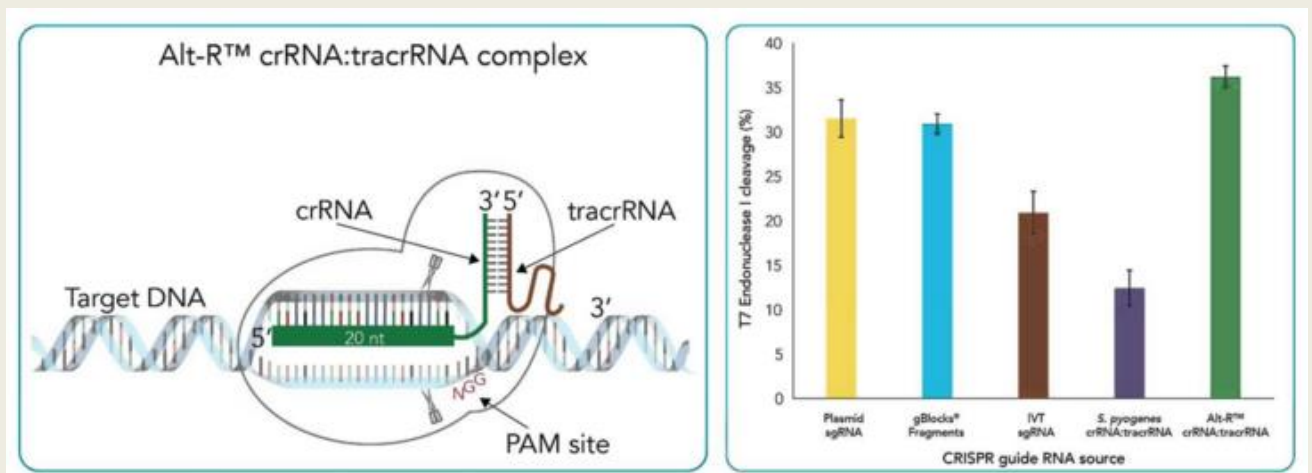 Alt-R™ crRNA:tracrRNA complex
3' 5'
crRNA
tracrRNA
Target DNA
3'
5'
20 nt
NGG
PAM site
40
35
30
25
20
15
10
5
0
T7 Endonuclease I cleavage (%)
Plasmid
sgRNA
gBlocks®
Fragments
IVT
sgRNA
S. pyogenes
crRNA:tracrRNA
Alt-R™
crRNA:tracrRNA
CRISPR guide RNA source